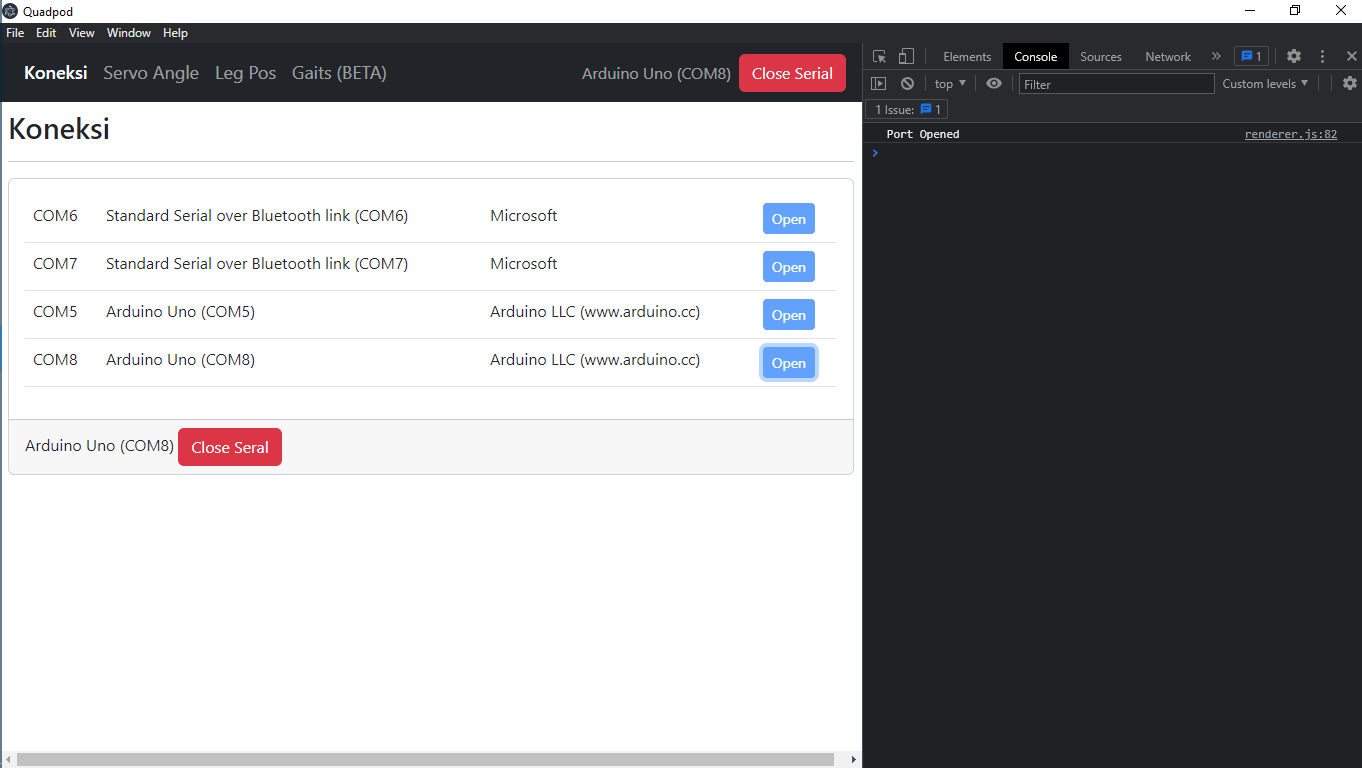 Quadpod
File Edit View Window Help
Koneksi Servo Angle Leg Pos Gaits (BETA) Arduino Uno (COM8) Close Serial
Koneksi
COM6 Standard Serial over Bluetooth link (COM6) Microsoft Open
COM7 Standard Serial over Bluetooth link (COM7) Microsoft Open
COM5 Arduino Uno (COM5) Arduino LLC (www.arduino.cc) Open
COM8 Arduino Uno (COM8) Arduino LLC (www.arduino.cc) Open
Arduino Uno (COM8) Close Seral
Elements Console Sources Network » 1
top Filter Custom levels
1 Issue: 1
Port Opened renderer.js:82